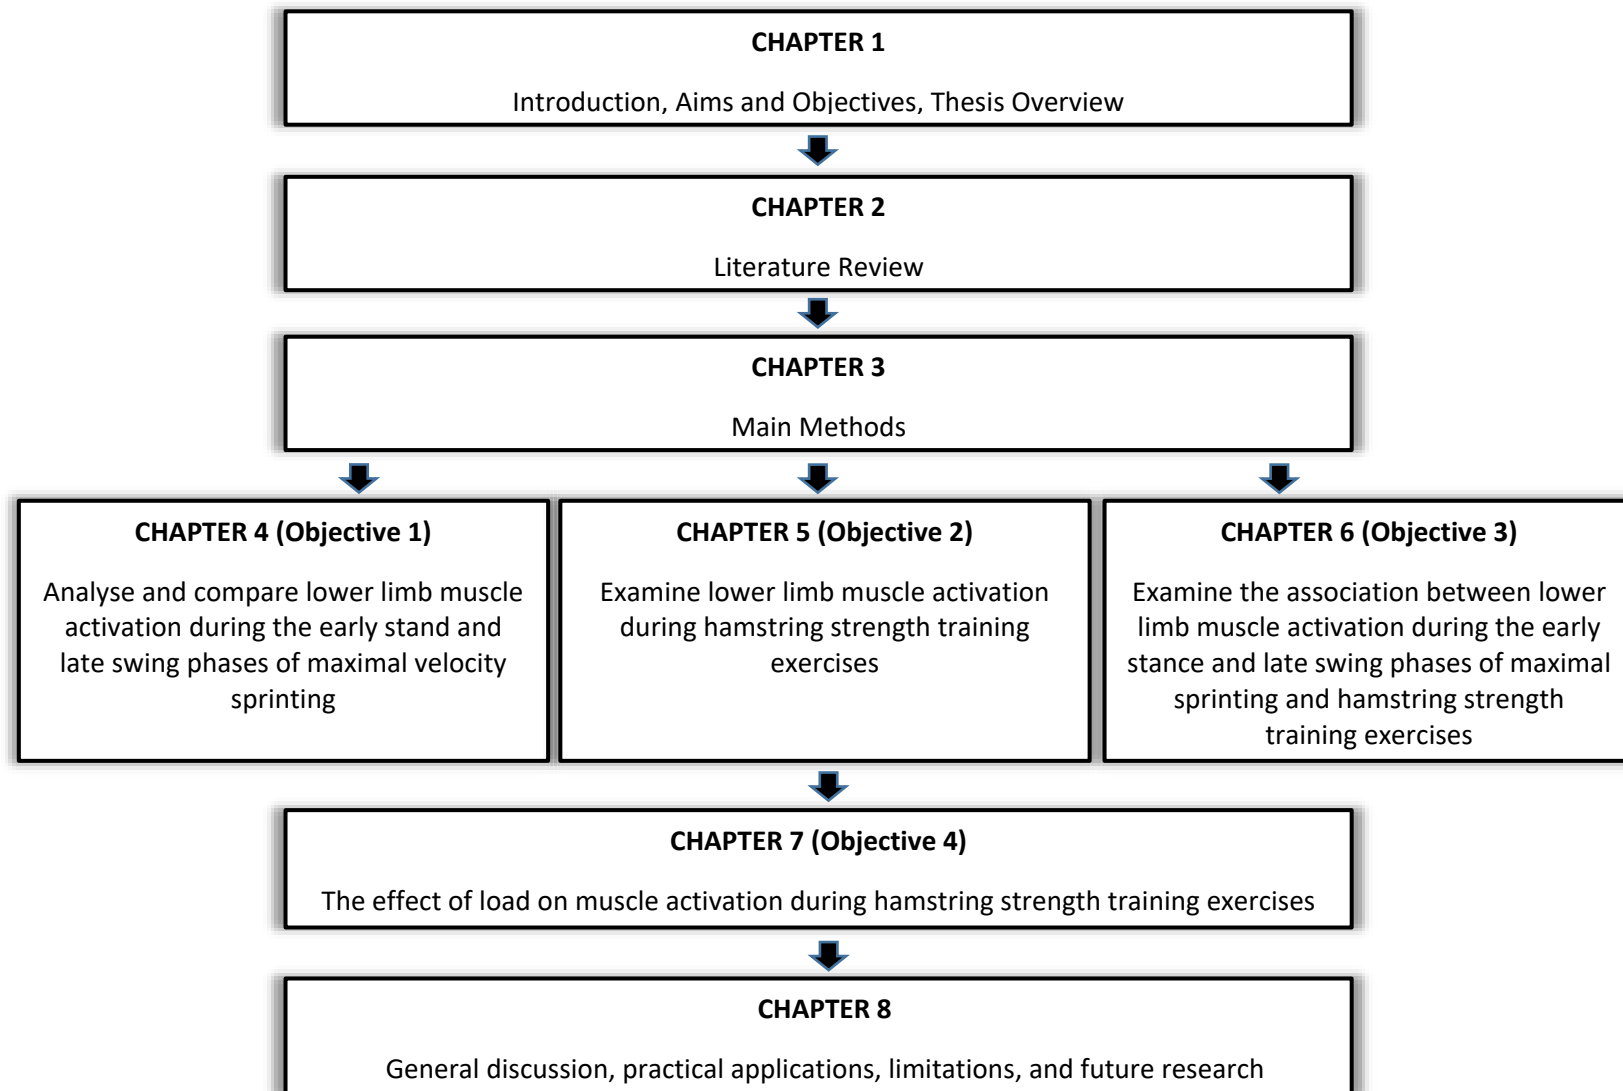 CHAPTER 1
Introduction, Aims and Objectives, Thesis Overview
CHAPTER 2
Literature Review
CHAPTER 3
Main Methods
CHAPTER 4 (Objective 1)
Analyse and compare lower limb muscle
activation during the early stand and
late swing phases of maximal velocity
sprinting
CHAPTER 5 (Objective 2)
Examine lower limb muscle activation
during hamstring strength training
exercises
CHAPTER 6 (Objective 3)
Examine the association between lower
limb muscle activation during the early
stance and late swing phases of maximal
sprinting and hamstring strength
training exercises
CHAPTER 7 (Objective 4)
The effect of load on muscle activation during hamstring strength training exercises
CHAPTER 8
General discussion, practical applications, limitations, and future research